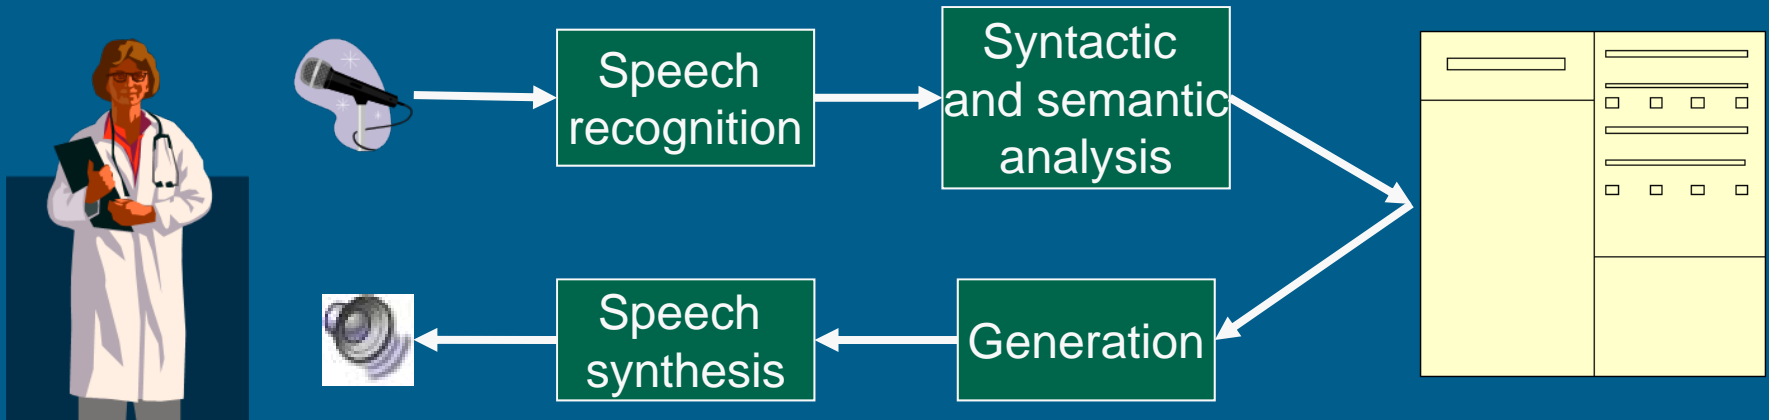 Speech
recognition
Syntactic
and semantic
analysis
Speech
synthesis
Generation